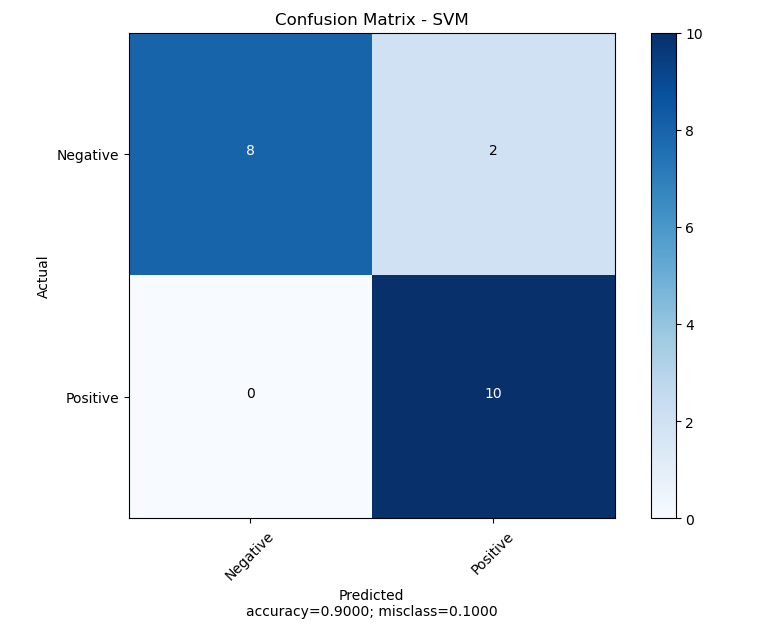 Confusion Matrix - SVM
10
8
6
4
2
0
Negative
8
2
Actual
Positive
0
10
Negative
Positive
Predicted
accuracy=0.9000; misclass=0.1000